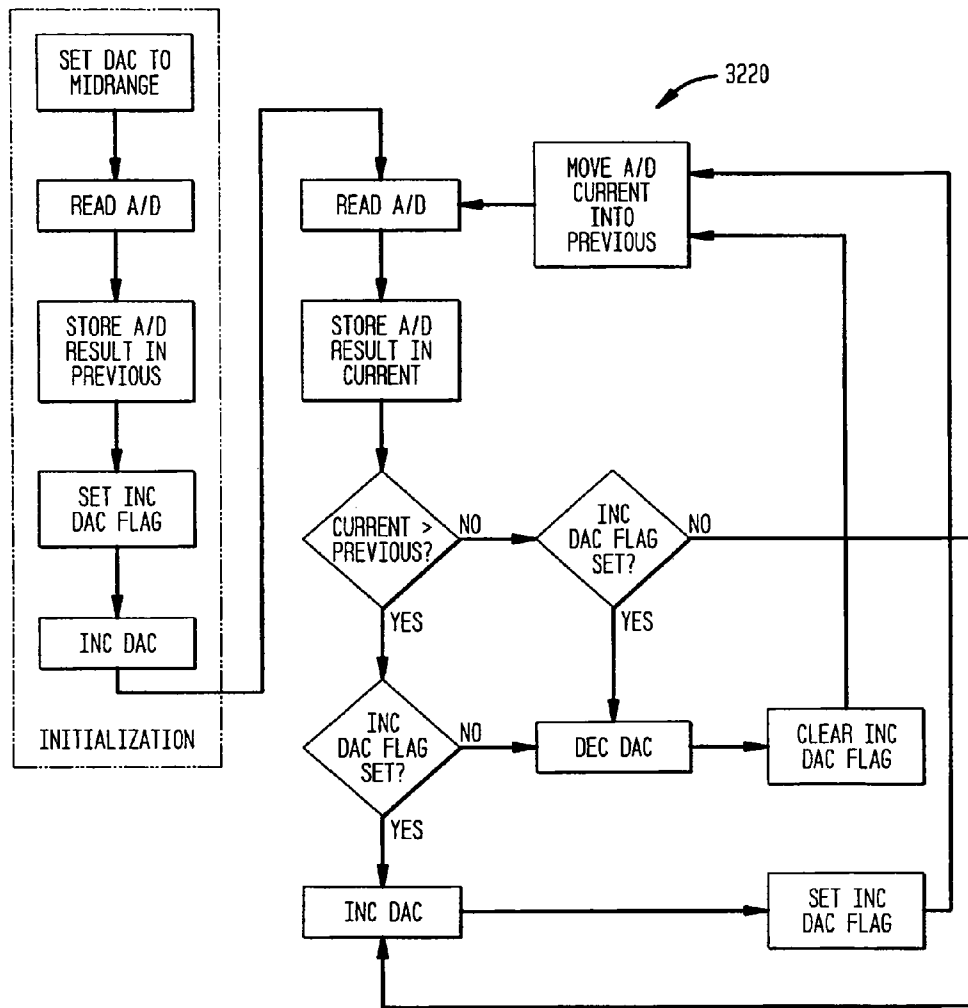 SET DAC TO
MIDRANGE
READ A/D
STORE A/D
RESULT IN
PREVIOUS
SET INC
DAC FLAG
INC DAC
INITIALIZATION
3220
READ A/D
MOVE A/D
CURRENT
INTO
PREVIOUS
STORE A/D
RESULT IN
CURRENT
CURRENT >
PREVIOUS?
NO
YES
INC
DAC FLAG
SET?
NO
YES
INC
DAC FLAG
SET?
NO
YES
DEC DAC
CLEAR INC
DAC FLAG
INC DAC
SET INC
DAC FLAG